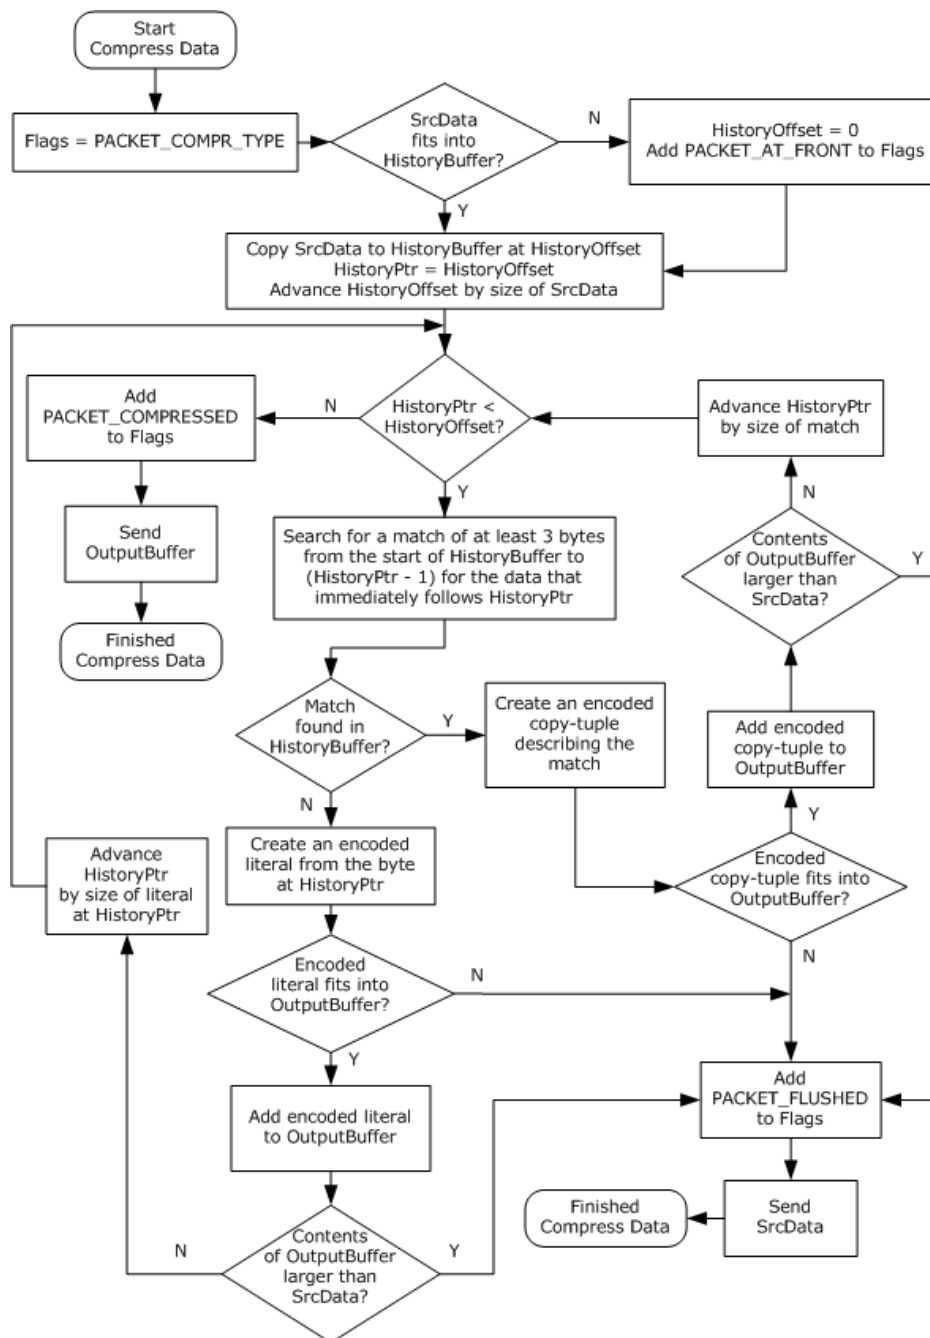 Start
Compress Data
Flags = PACKET_COMPR_TYPE
SrcData
fits into
HistoryBuffer?
N
HistoryOffset = 0
Add PACKET_AT_FRONT to Flags
Y
Copy SrcData to HistoryBuffer at HistoryOffset
HistoryPtr = HistoryOffset
Advance HistoryOffset by size of SrcData
Add
PACKET_COMPRESSED
to Flags
N
HistoryPtr <
HistoryOffset?
Advance HistoryPtr
by size of match
Y
N
Send
OutputBuffer
Search for a match of at least 3 bytes
from the start of HistoryBuffer to
(HistoryPtr - 1) for the data that
immediately follows HistoryPtr
Contents
of OutputBuffer
larger than
SrcData?
Y
Finished
Compress Data
Match
found in
HistoryBuffer?
Y
Create an encoded
copy-tuple
describing the
match
Add encoded
copy-tuple to
OutputBuffer
N
Y
Advance
HistoryPtr
by size of literal
at HistoryPtr
Create an encoded
literal from the byte
at HistoryPtr
Encoded
copy-tuple fits into
OutputBuffer?
Encoded
literal fits into
OutputBuffer?
N
N
Y
Add encoded literal
to OutputBuffer
Add
PACKET_FLUSHED
to Flags
Finished
Compress Data
Send
SrcData
N
Contents
of OutputBuffer
larger than
SrcData?
Y